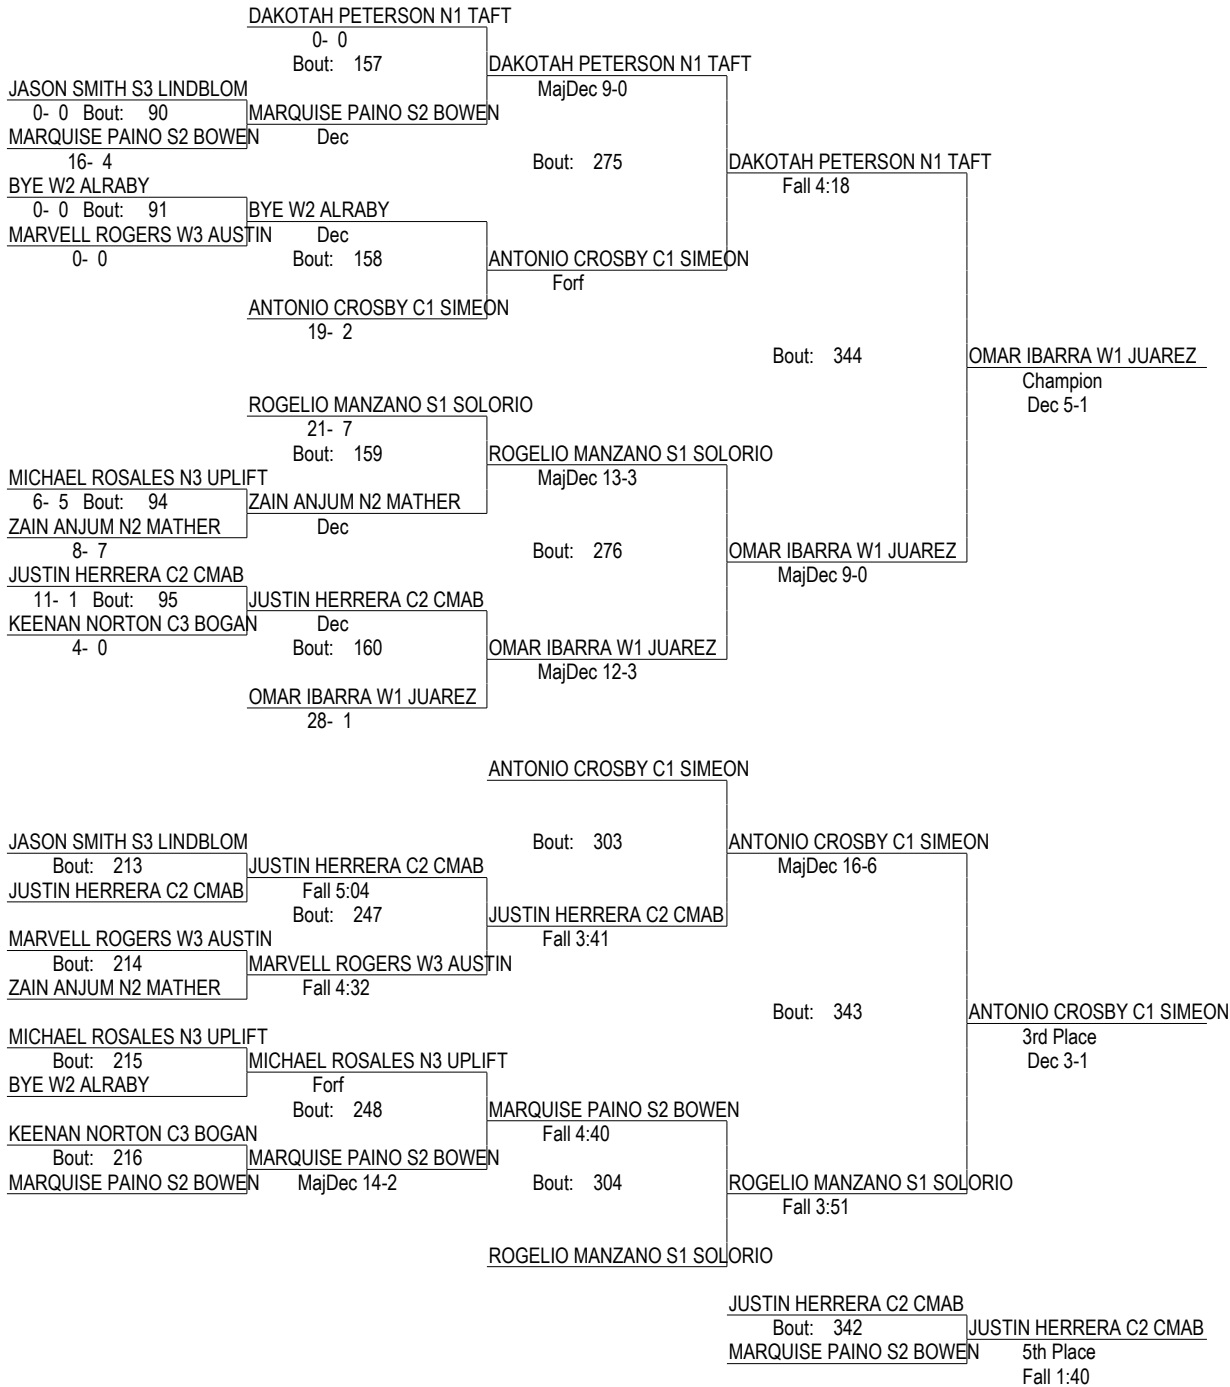 DAKOTAH PETERSON N1 TAFT
0- 0
Bout: 157
DAKOTAH PETERSON N1 TAFT
JASON SMITH S3 LINDBLOM
MajDec 9-0
0- 0 Bout: 90
MARQUISE PAINO S2 BOWEN
MARQUISE PAINO S2 BOWEN
Dec
16- 4
Bout: 275
DAKOTAH PETERSON N1 TAFT
BYE W2 ALRABY
Fall 4:18
0- 0 Bout: 91
BYE W2 ALRABY
MARVELL ROGERS W3 AUSTIN
Dec
0- 0
Bout: 158
ANTONIO CROSBY C1 SIMEON
Forf
ANTONIO CROSBY C1 SIMEON
19- 2
Bout: 344
OMAR IBARRA W1 JUAREZ
Champion
Dec 5-1
ROGELIO MANZANO S1 SOLORIO
21- 7
Bout: 159
ROGELIO MANZANO S1 SOLORIO
MICHAEL ROSALES N3 UPLIFT
MajDec 13-3
6- 5 Bout: 94
ZAIN ANJUM N2 MATHER
ZAIN ANJUM N2 MATHER
Dec
8- 7
Bout: 276
OMAR IBARRA W1 JUAREZ
JUSTIN HERRERA C2 CMAB
MajDec 9-0
11- 1 Bout: 95
JUSTIN HERRERA C2 CMAB
KEENAN NORTON C3 BOGAN
Dec
4- 0
Bout: 160
OMAR IBARRA W1 JUAREZ
MajDec 12-3
OMAR IBARRA W1 JUAREZ
28- 1
ANTONIO CROSBY C1 SIMEON
JASON SMITH S3 LINDBLOM
Bout: 303
ANTONIO CROSBY C1 SIMEON
Bout: 213
JUSTIN HERRERA C2 CMAB
MajDec 16-6
JUSTIN HERRERA C2 CMAB
Fall 5:04
Bout: 247
JUSTIN HERRERA C2 CMAB
MARVELL ROGERS W3 AUSTIN
Fall 3:41
Bout: 214
MARVELL ROGERS W3 AUSTIN
ZAIN ANJUM N2 MATHER
Fall 4:32
Bout: 343
ANTONIO CROSBY C1 SIMEON
MICHAEL ROSALES N3 UPLIFT
3rd Place
Bout: 215
MICHAEL ROSALES N3 UPLIFT
Dec 3-1
BYE W2 ALRABY
Forf
Bout: 248
MARQUISE PAINO S2 BOWEN
KEENAN NORTON C3 BOGAN
Fall 4:40
Bout: 216
MARQUISE PAINO S2 BOWEN
MARQUISE PAINO S2 BOWEN
MajDec 14-2
Bout: 304
ROGELIO MANZANO S1 SOLORIO
Fall 3:51
ROGELIO MANZANO S1 SOLORIO
JUSTIN HERRERA C2 CMAB
Bout: 342
JUSTIN HERRERA C2 CMAB
MARQUISE PAINO S2 BOWEN
5th Place
Fall 1:40